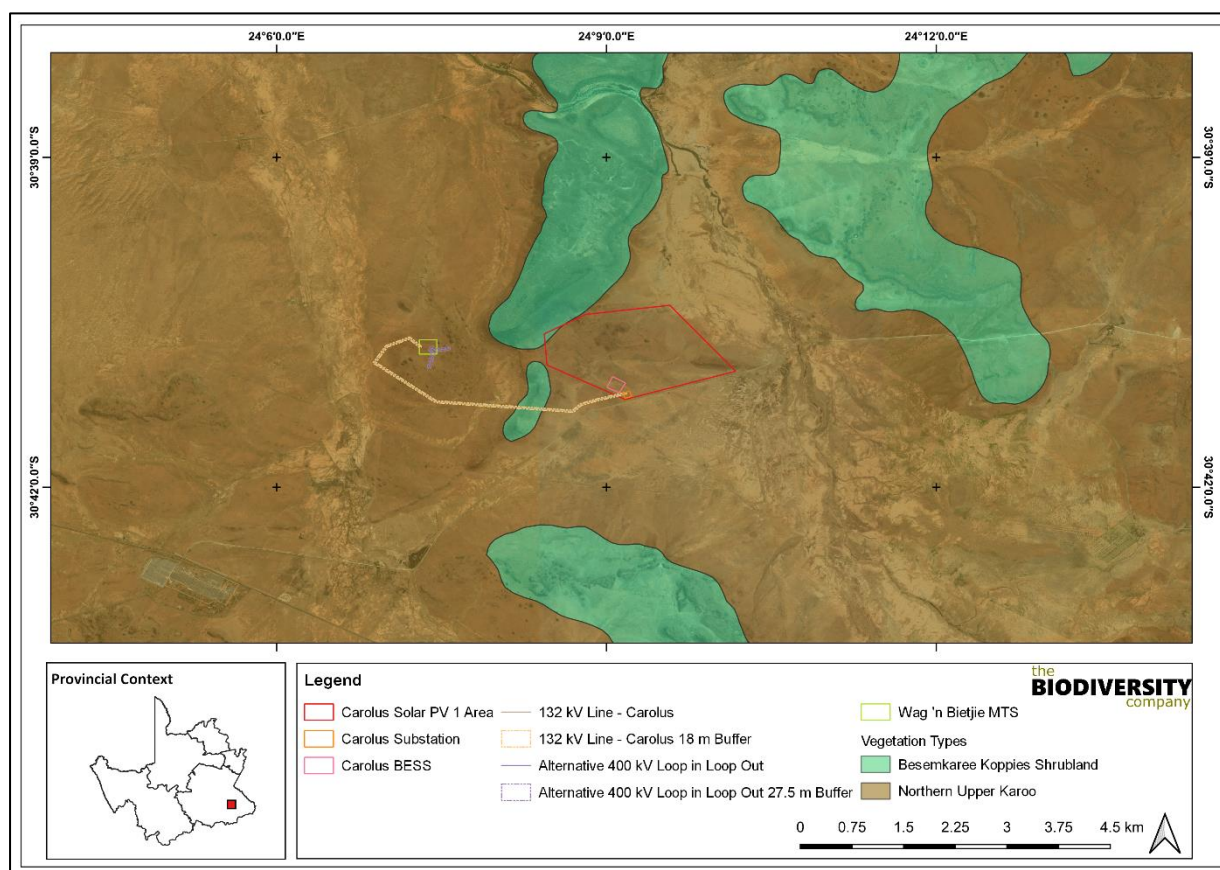 24°6'0.0"E 24°9'0.0"E 24°12'0.0"E
30°39'0.0"S 30°39'0.0"S
30°42'0.0"S 30°42'0.0"S
Provincial Context
Legend
Carolus Solar PV 1 Area
Carolus Substation
Carolus BESS
132 kV Line - Carolus
132 kV Line - Carolus 18 m Buffer
Alternative 400 kV Loop in Loop Out
Alternative 400 kV Loop in Loop Out 27.5 m Buffer
Wag 'n Bietjie MTS
Vegetation Types
Besemkaree Koppies Shrubland
Northern Upper Karoo
the
BIODIVERSITY
company
0 0.75 1.5 2.25 3 3.75 4.5 km